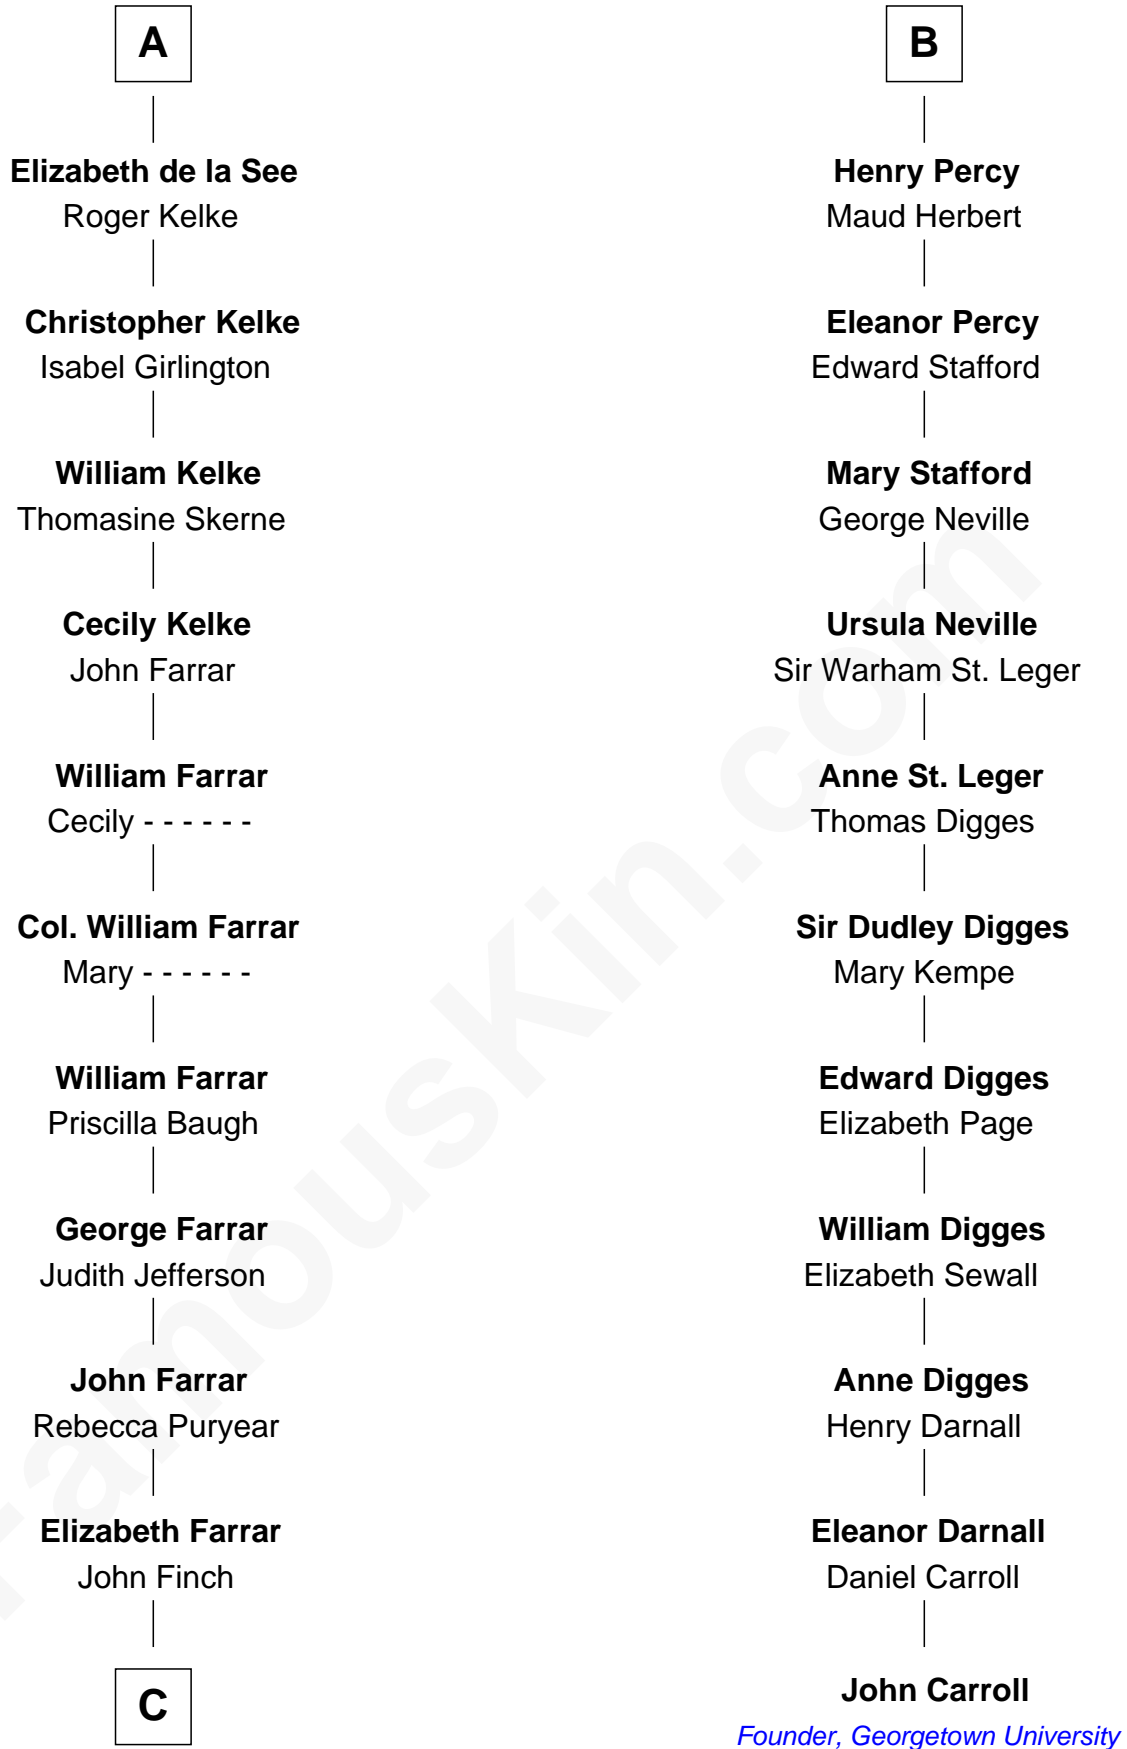 A
Elizabeth de la See
Roger Kelke
Christopher Kelke
Isabel Girlington
William Kelke
Thomasine Skerne
Cecily Kelke
John Farrar
William Farrar
Cecily - - - - - -
Col. William Farrar
Mary - - - - - -
William Farrar
Priscilla Baugh
George Farrar
Judith Jefferson
John Farrar
Rebecca Puryear
Elizabeth Farrar
John Finch
C
B
Henry Percy
Maud Herbert
Eleanor Percy
Edward Stafford
Mary Stafford
George Neville
Ursula Neville
Sir Warham St. Leger
Anne St. Leger
Thomas Digges
Sir Dudley Digges
Mary Kempe
Edward Digges
Elizabeth Page
William Digges
Elizabeth Sewall
Anne Digges
Henry Darnall
Eleanor Darnall
Daniel Carroll
John Carroll
Founder, Georgetown University
FamousKin.com